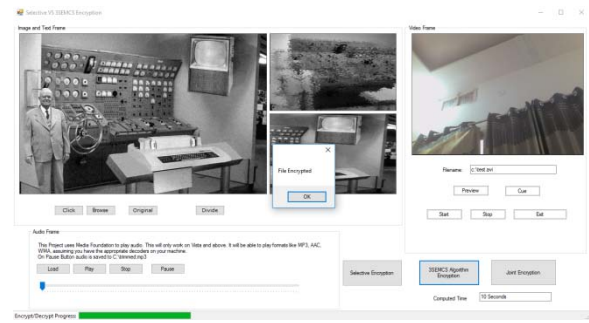 Selective VS 3SEMCS Encryption
Image and Text Frame
Video Frame
File Encrypted
OK
Filename
c:\test.avi
Preview
Cue
Start
Stop
Exit
Click
Browse
Original
Divide
Audio Frame
This Project uses Media Foundation to play audio. This will only work on Vista and above. It will be able to play formats like MP3, AAC,
WMA, assuming you have the appropriate decoders on your machine.
On Pause Button audio is saved to C:\trimmed.mp3
Load
Play
Stop
Pause
Selective Encryption
3SEMCS Algorithm
Encryption
Joint Encryption
Computed Time
10 Seconds
Encrypt/Decrypt Progress